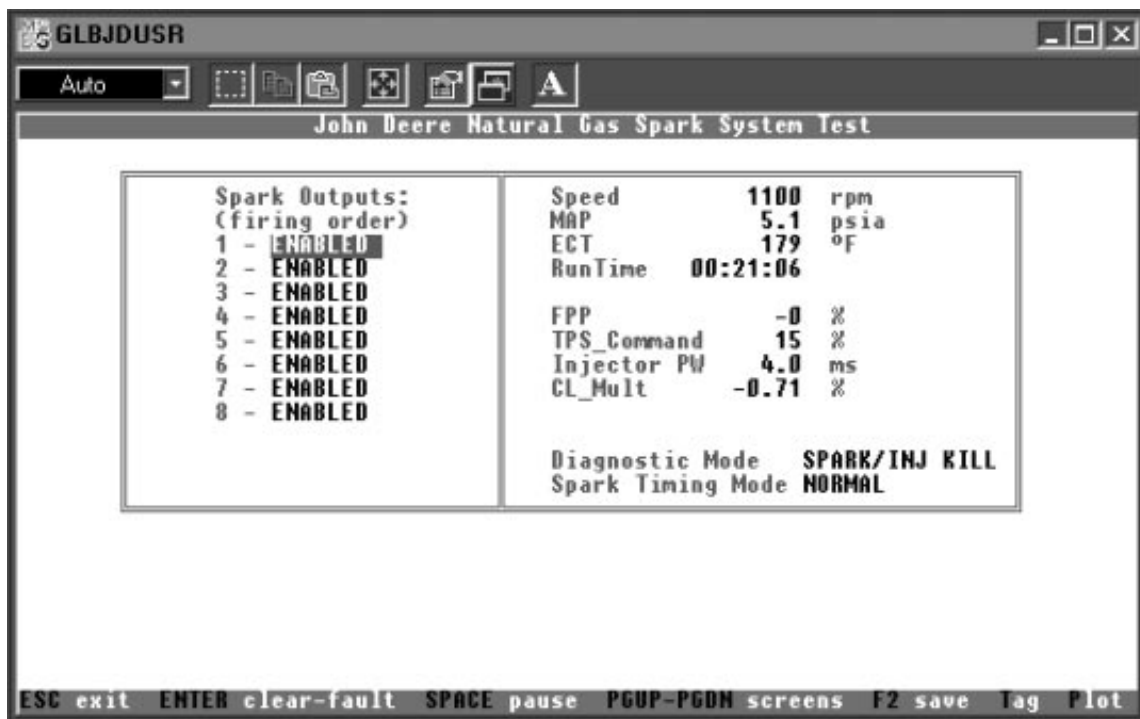 GLBJDUSR
Auto
A
John Deere Natural Gas Spark System Test
Spark Outputs:
(firing order)
1 - ENABLED
2 - ENABLED
3 - ENABLED
4 - ENABLED
5 - ENABLED
6 - ENABLED
7 - ENABLED
8 - ENABLED
Speed 1100 rpm
MAP 5.1 psia
ECT 179 ºF
RunTime 00:21:06
FPP -0 %
TPS_Command 15 %
Injector PW 4.0 ms
CL_Mult -0.71 %
Diagnostic Mode SPARK/INJ KILL
Spark Timing Mode NORMAL
ESC exit ENTER clear-fault SPACE pause PGUP-PGDN screens F2 save Tag Plot